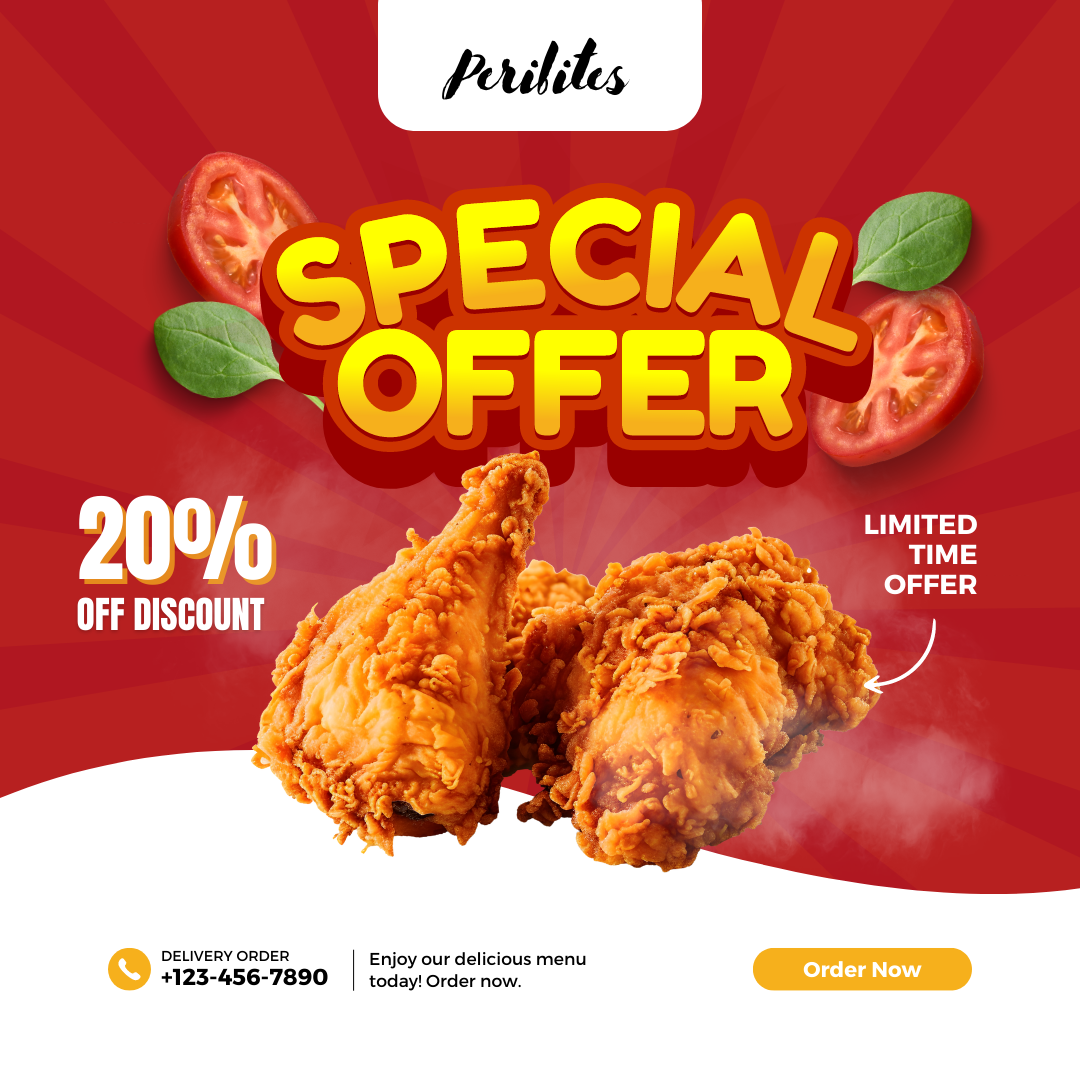 Peribites
SPECIAL
OFFER
20%
OFF DISCOUNT
LIMITED
TIME
OFFER
DELIVERY ORDER
+123-456-7890
Enjoy our delicious menu
today! Order now.
Order Now